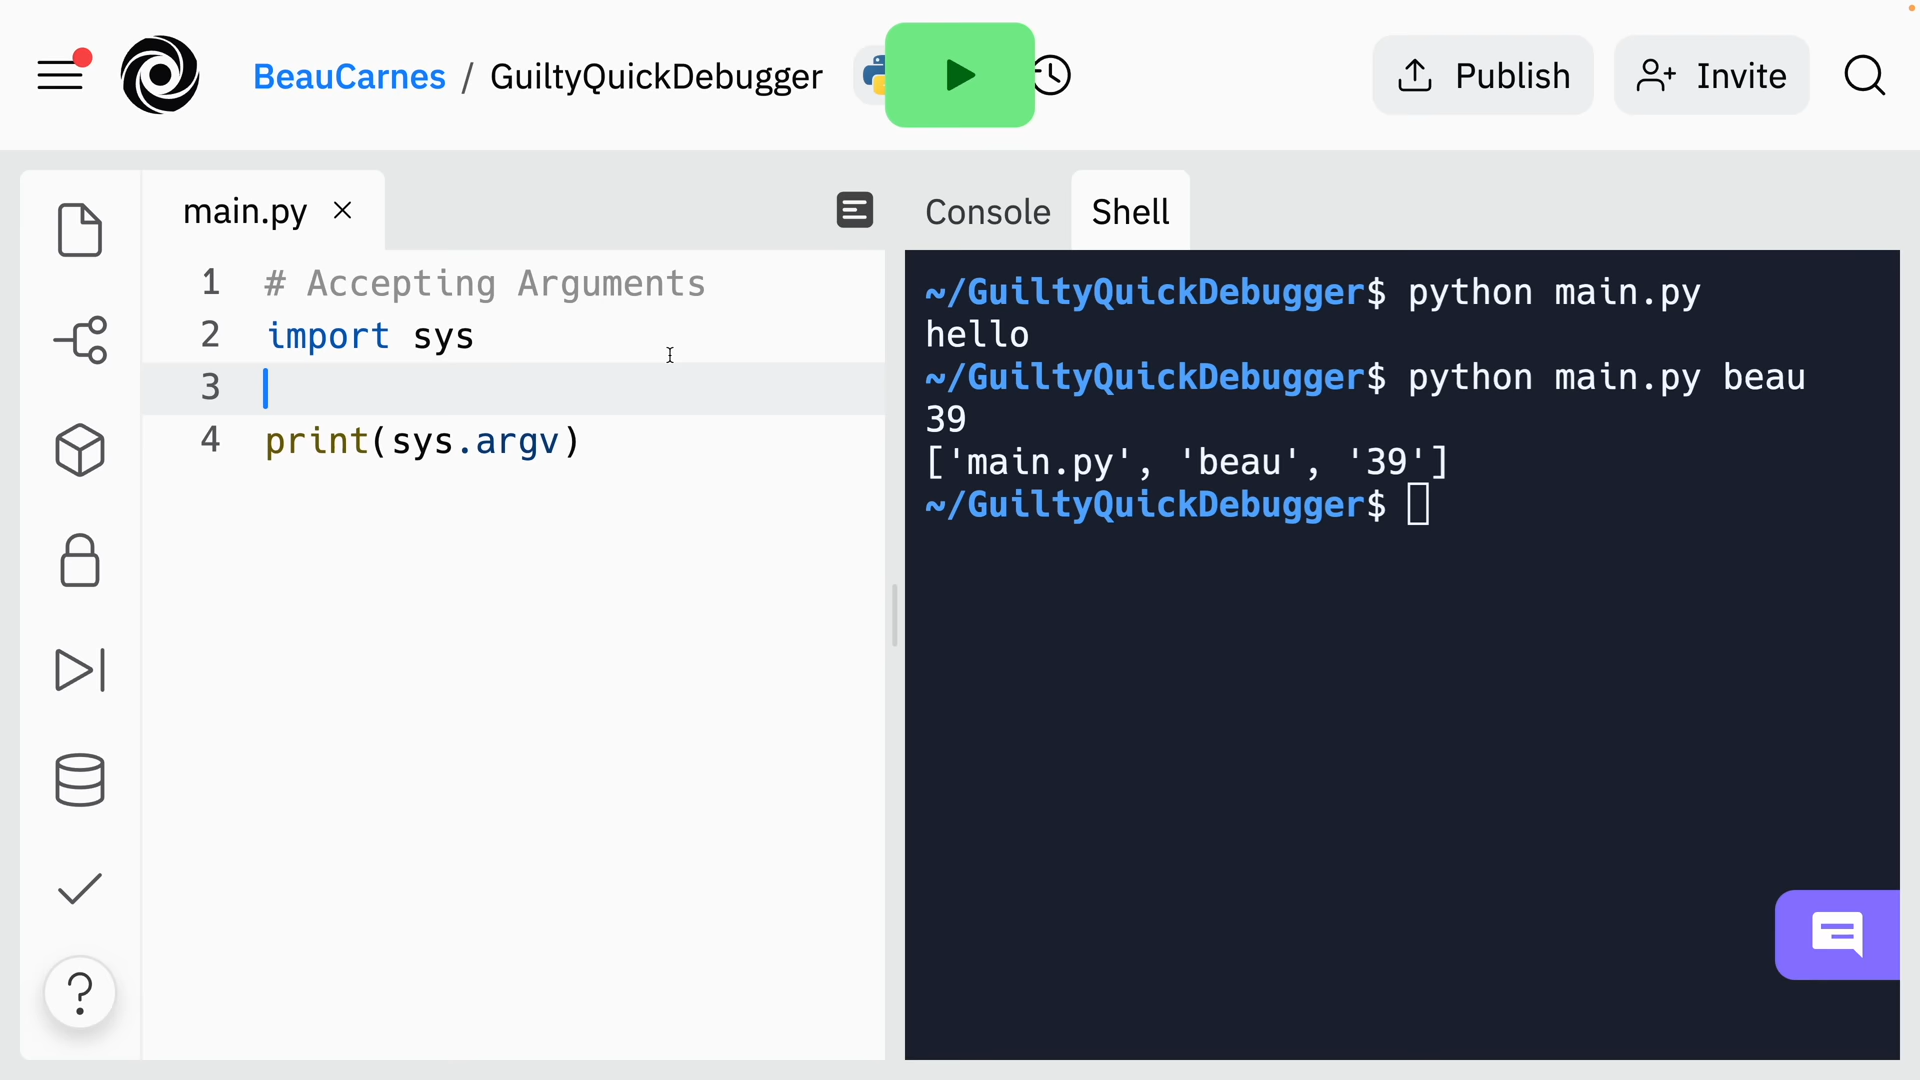 BeauCarnes / GuiltyQuickDebugger
Publish
Invite
main.py
Console
Shell
1 # Accepting Arguments
2 import sys
3
4 print(sys.argv)
~/GuiltyQuickDebugger$ python main.py
hello
~/GuiltyQuickDebugger$ python main.py beau
39
['main.py', 'beau', '39']
~/GuiltyQuickDebugger$
?